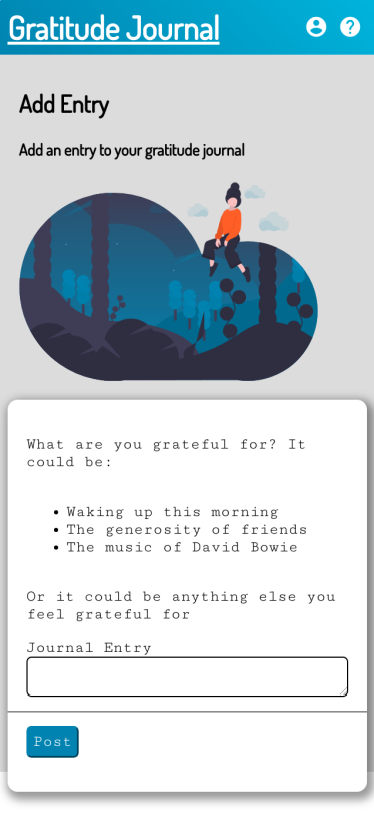 Gratitude Journal
Add Entry
Add an entry to your gratitude journal
What are you grateful for? It
could be:
Waking up this morning
The generosity of friends
The music of David Bowie
Or it could be anything else you
feel grateful for
Journal Entry
Post